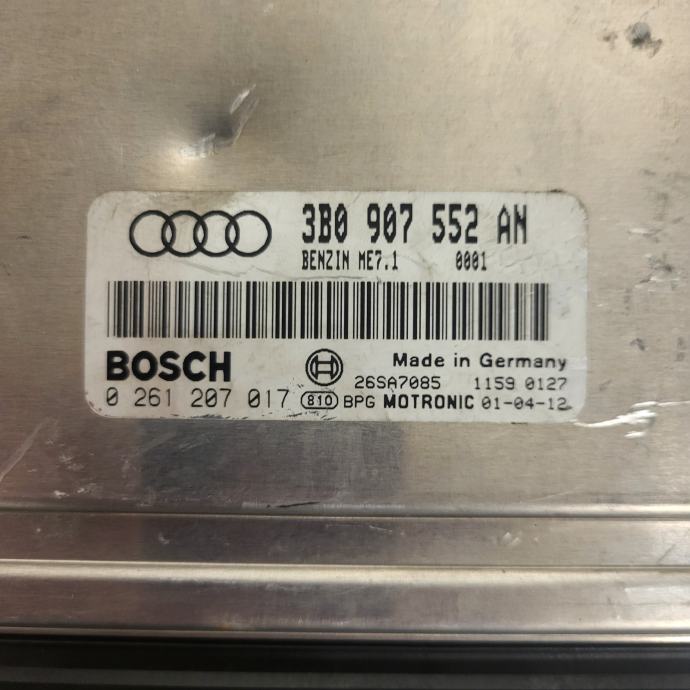 3B0 907 552 AN
BENZIN ME7.1 0001
BOSCH Made in Germany
26SA7085 1159 0127
0 261 207 017 810 BPG MOTRONIC 01-04-12